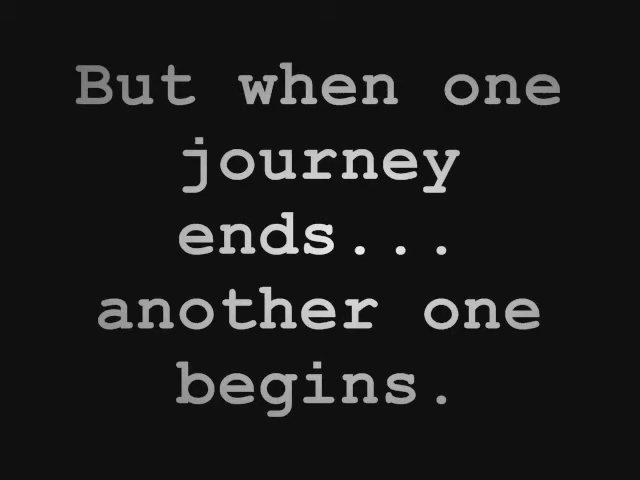 But when one
journey
ends...
another one
begins.